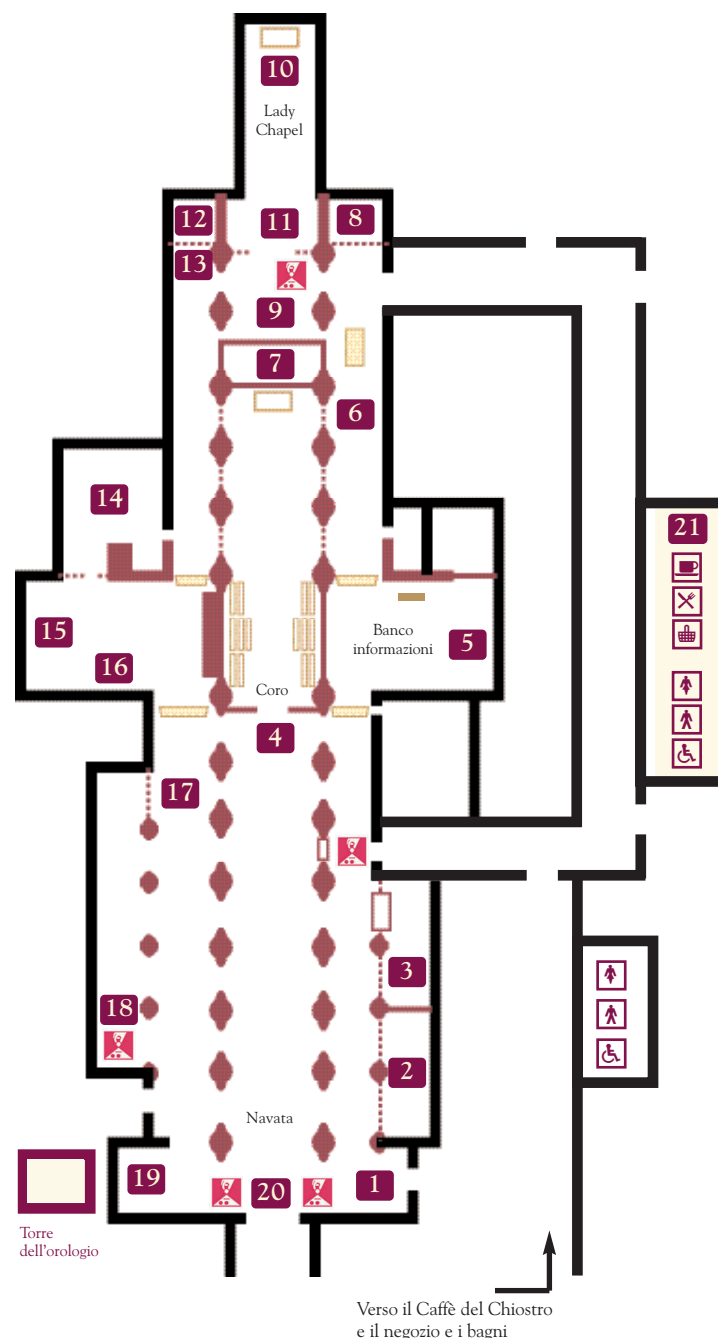 10
Lady
Chapel
12
11
8
13
9
7
6
14
21
15
Banco
informazioni
5
16
Coro
4
17
3
18
2
Navata
19
20
1
Torre
dell'orologio
Verso il Caffè del Chiostro
e il negozio e i bagni